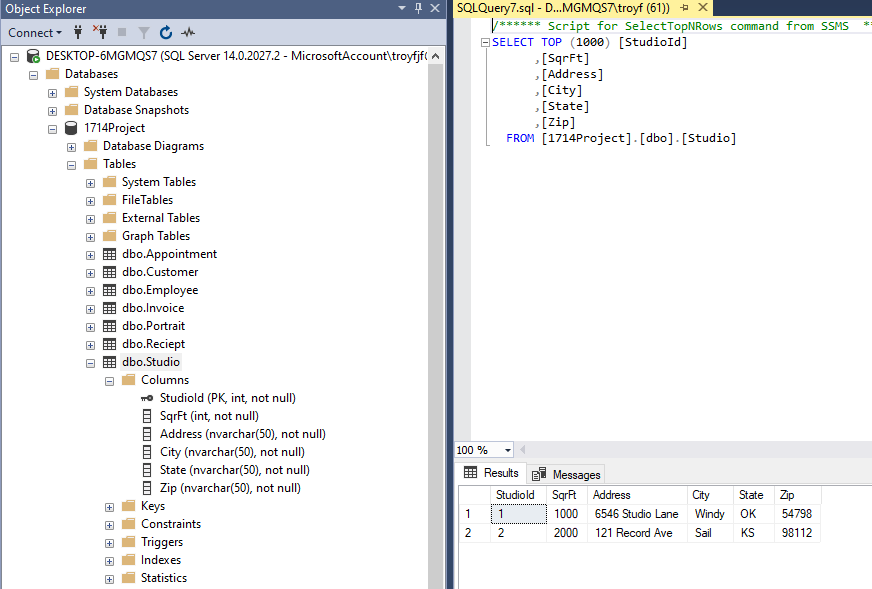 Object Explorer
Connect
DESKTOP-6MGMQS7 (SQL Server 14.0.2027.2 - MicrosoftAccount\troyfjf(
Databases
System Databases
Database Snapshots
1714Project
Database Diagrams
Tables
System Tables
FileTables
External Tables
Graph Tables
dbo.Appointment
dbo.Customer
dbo.Employee
dbo.Invoice
dbo.Portrait
dbo.Reciept
dbo.Studio
Columns
StudioId (PK, int, not null)
SqrFt (int, not null)
Address (nvarchar(50), not null)
City (nvarchar(50), not null)
State (nvarchar(50), not null)
Zip (nvarchar(50), not null)
Keys
Constraints
Triggers
Indexes
Statistics
SQLQuery7.sql - D...MGMQS7\troyf (61))
/****** Script for SelectTopNRows command from SSMS **
SELECT TOP (1000) [StudioId]
,[SqrFt]
,[Address]
,[City]
,[State]
,[Zip]
FROM [1714Project].[dbo].[Studio]
100 %
Results Messages
StudioId SqrFt Address City State Zip
1 1 1000 6546 Studio Lane Windy OK 54798
2 2 2000 121 Record Ave Sail KS 98112